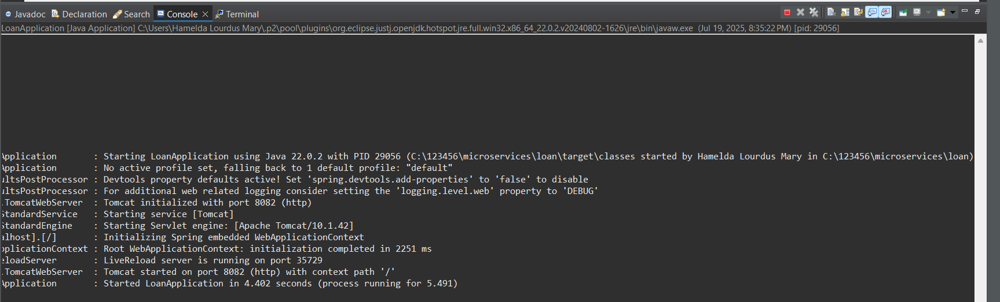 Javadoc Declaration Search Console Terminal
LoanApplication [Java Application] C:\Users\Hamelda Lourdus Mary\.p2\pool\plugins\org.eclipse.justj.openjdk.hotspot.jre.full.win32.x86_64_22.0.2.v20240802-1626\jre\bin\javaw.exe (Jul 19, 2025, 8:35:22 PM) [pid: 29056]
Application : Starting LoanApplication using Java 22.0.2 with PID 29056 (C:\123456\microservices\loan\target\classes started by Hamelda Lourdus Mary in C:\123456\microservices\loan)
Application : No active profile set, falling back to 1 default profile: "default"
ultsPostProcessor : Devtools property defaults active! Set 'spring.devtools.add-properties' to 'false' to disable
ultsPostProcessor : For additional web related logging consider setting the 'logging.level.web' property to 'DEBUG'
.TomcatWebServer : Tomcat initialized with port 8082 (http)
StandardService : Starting service [Tomcat]
StandardEngine : Starting Servlet engine: [Apache Tomcat/10.1.42]
alhost].[/] : Initializing Spring embedded WebApplicationContext
pplicationContext : Root WebApplicationContext: initialization completed in 2251 ms
eloadServer : LiveReload server is running on port 35729
.TomcatWebServer : Tomcat started on port 8082 (http) with context path '/'
Application : Started LoanApplication in 4.402 seconds (process running for 5.491)